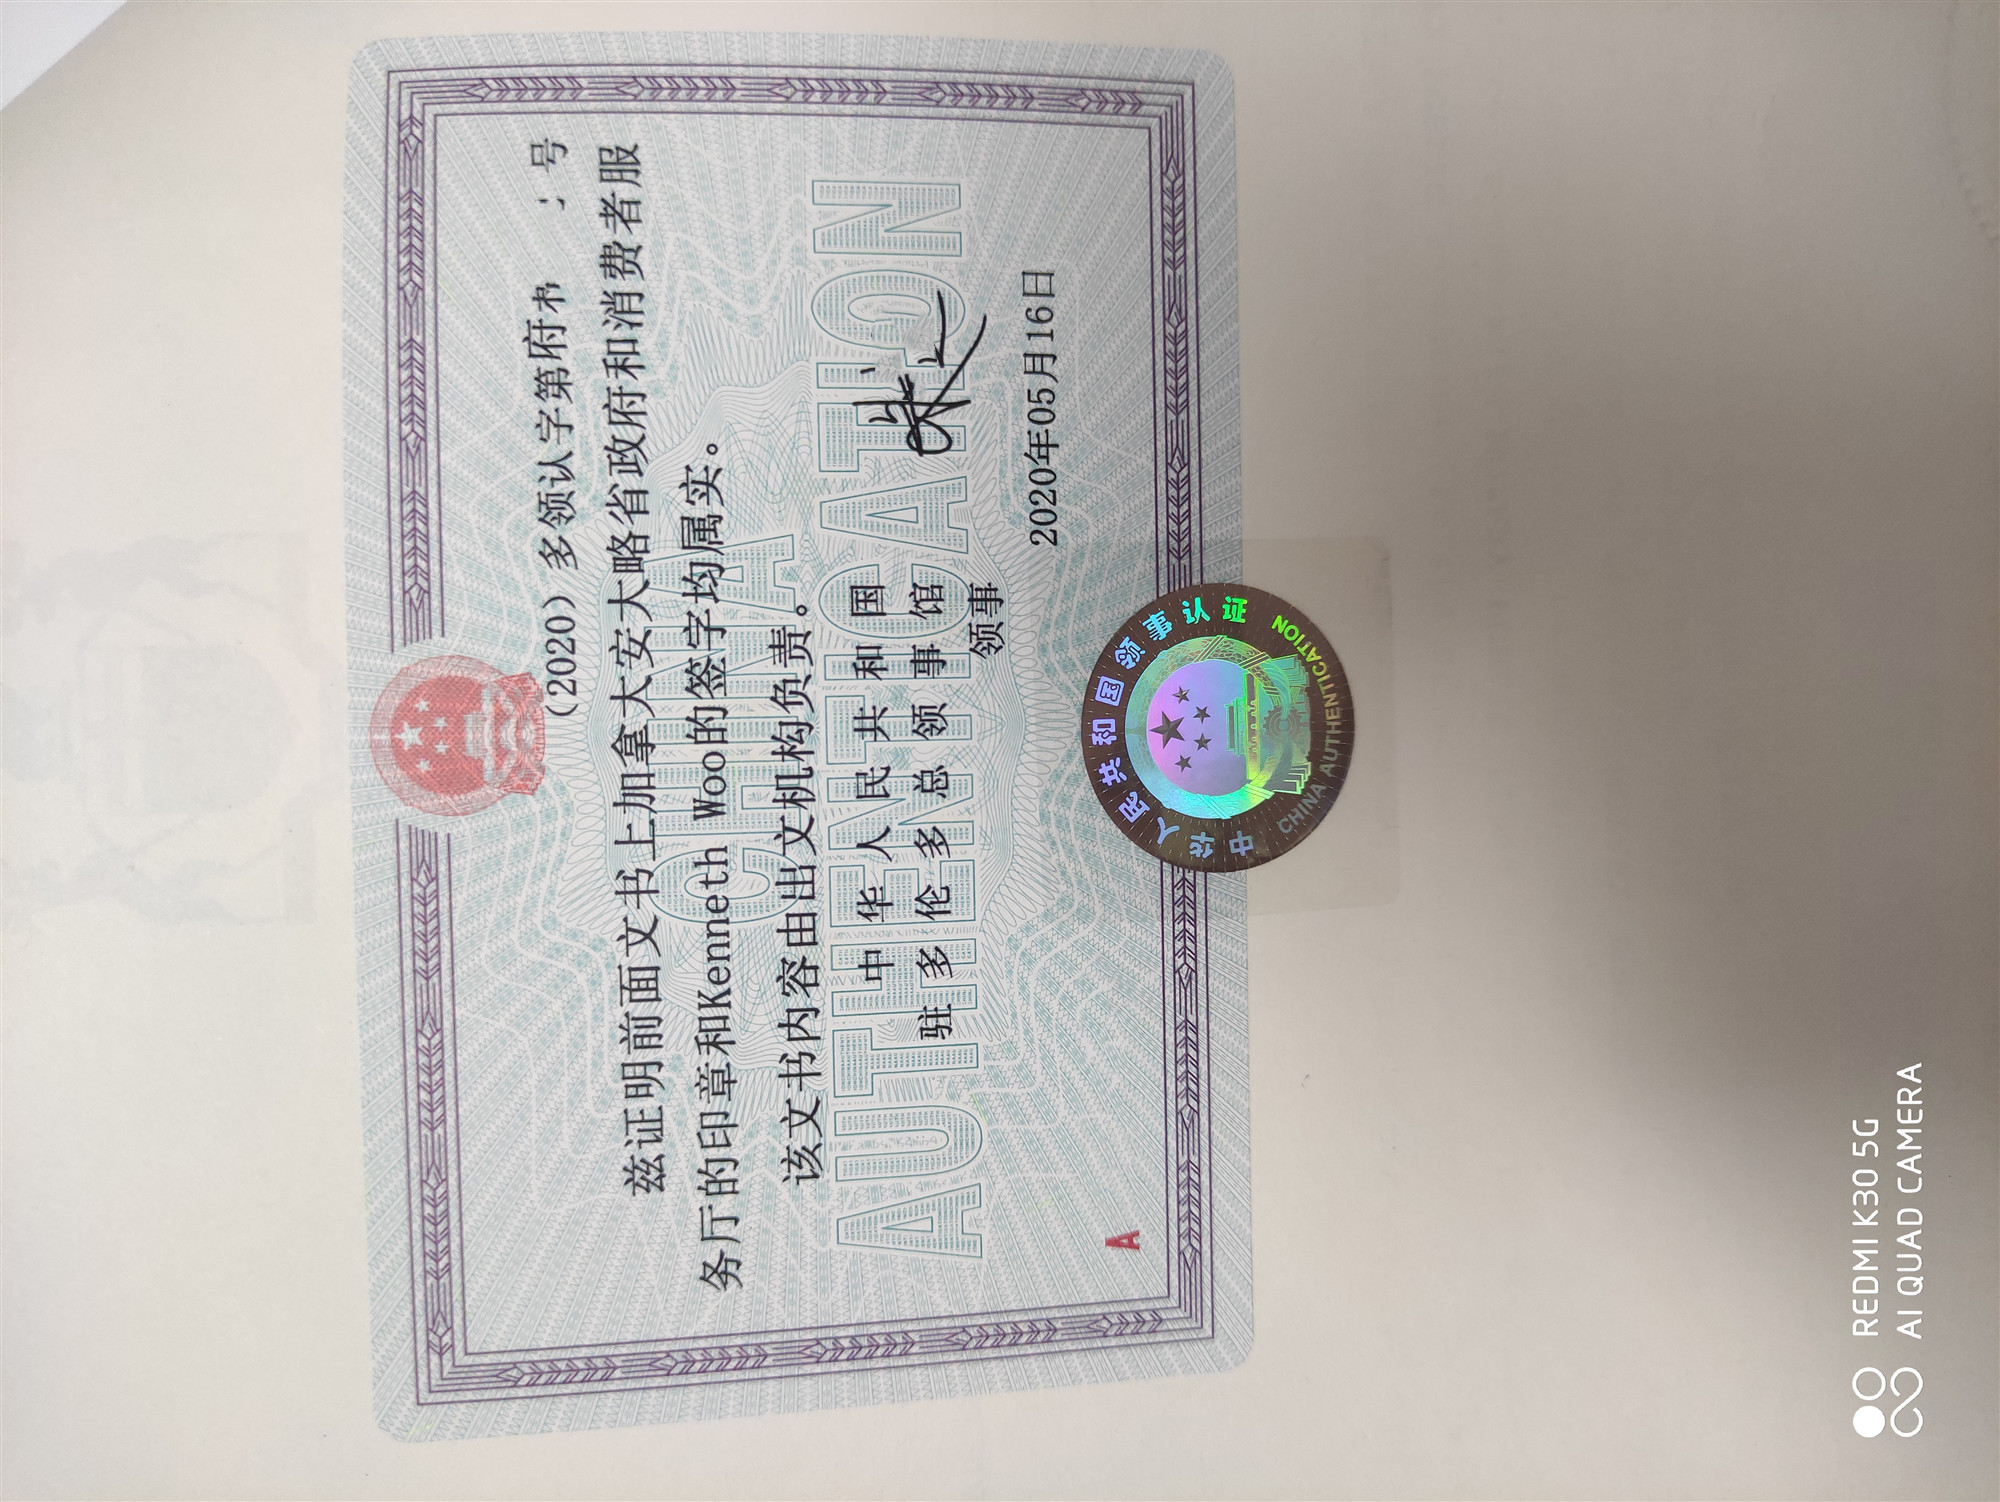 (2020) 多领认字第府 号
兹证明前面文书上加拿大安大略省政府和消费者服
务厅的印章和Kenneth Woo的签字均属实。
该文书内容由出文机构负责。
中华人民共和国
驻多伦多总领事馆
领事
2020年05月16日
CHINA
AUTHENTICATION
A
中华人民共和国领事认证
CHINA AUTHENTICATION
REDMI K30 5G
AI QUAD CAMERA